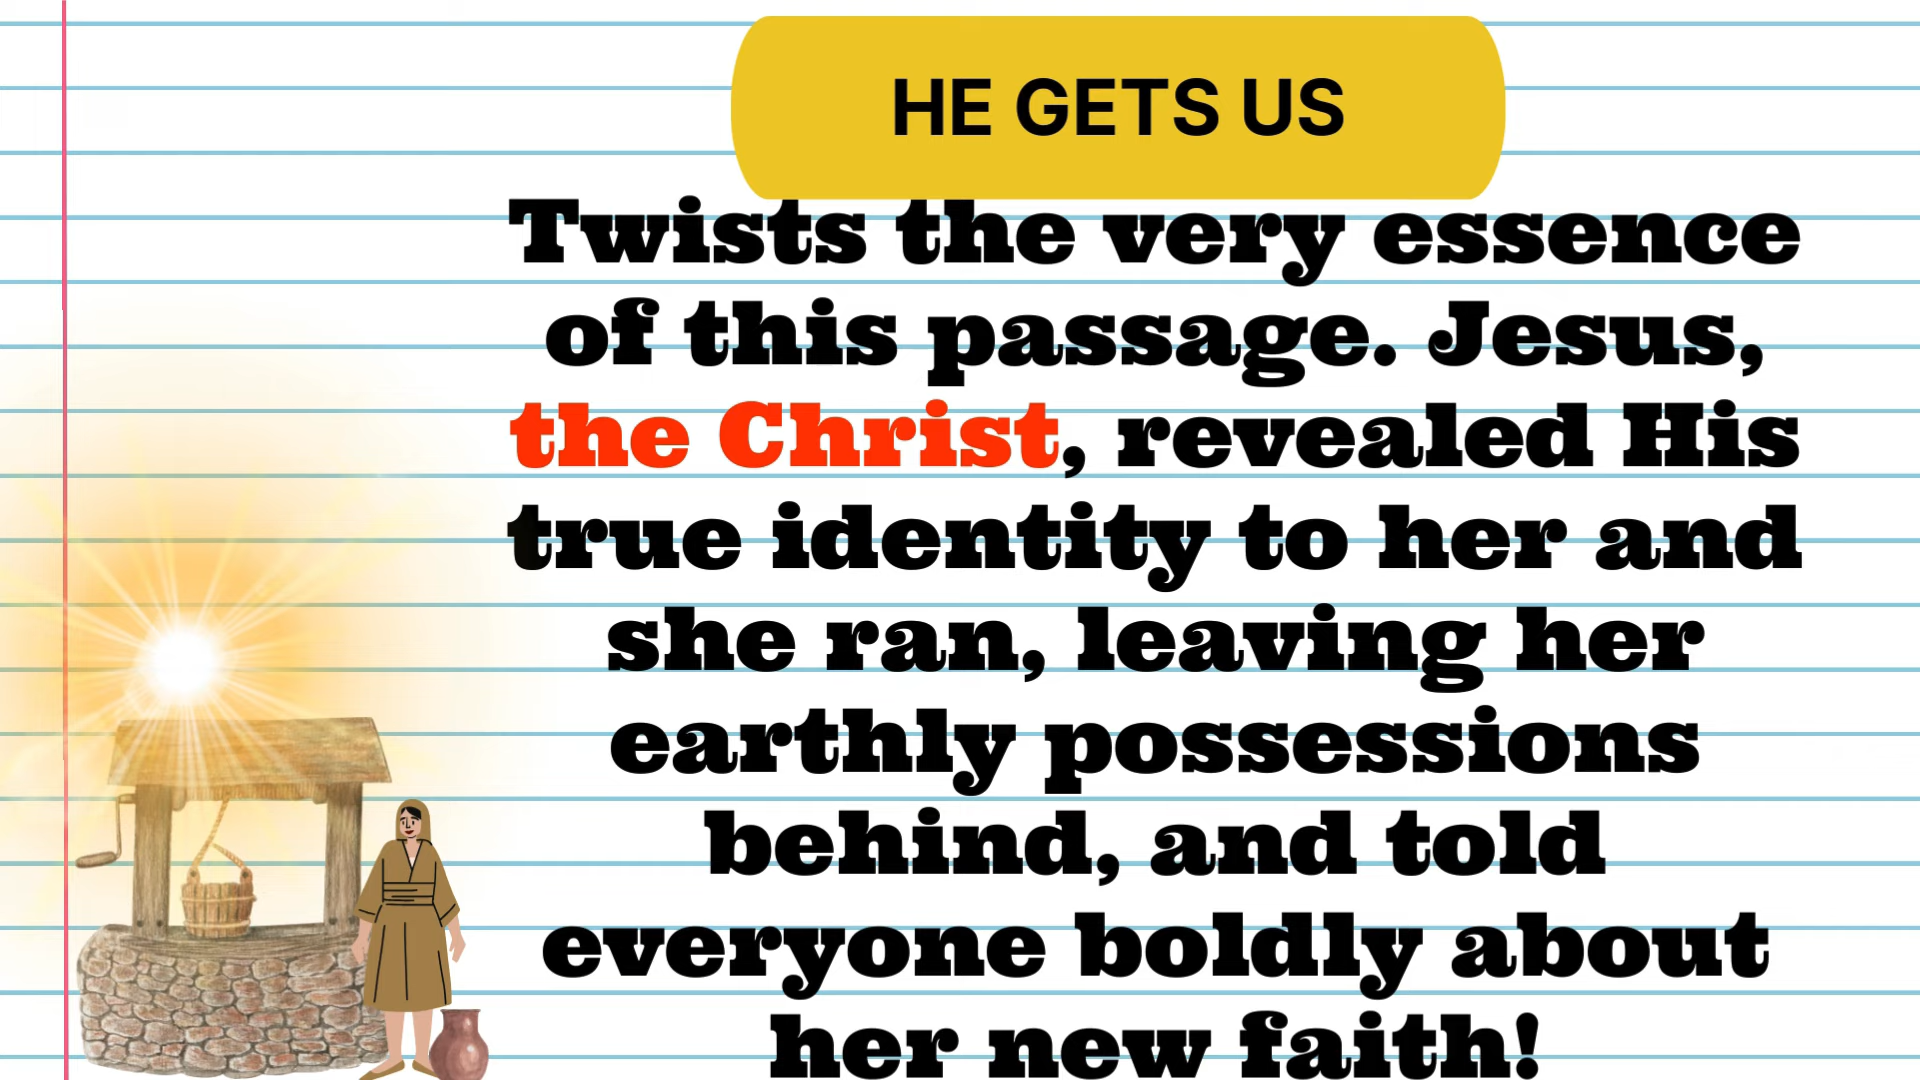 HE GETS US
Twists the very essence
of this passage. Jesus,
the Christ, revealed His
true identity to her and
she ran, leaving her
earthly possessions
behind, and told
everyone boldly about
her new faith!